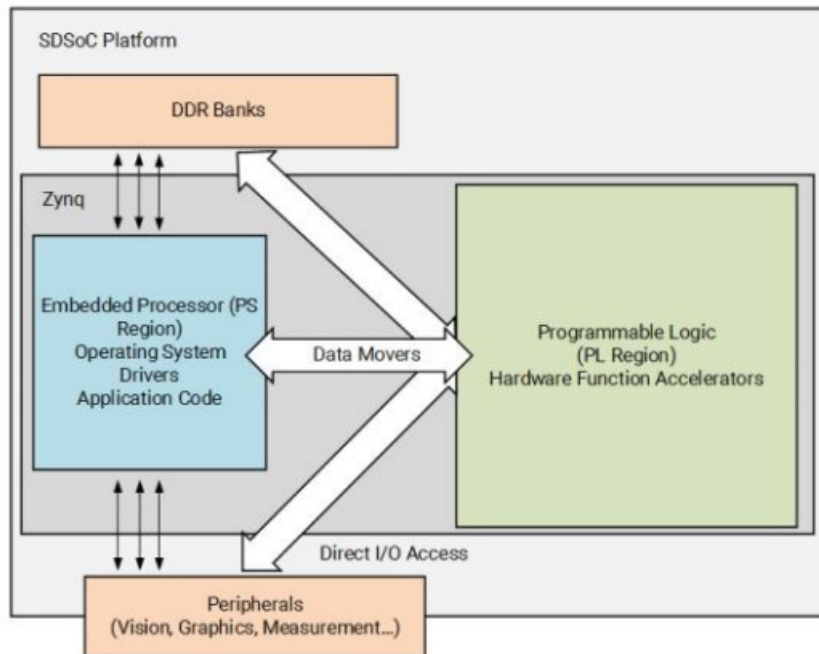 SDSoC Platform
DDR Banks
Zynq
Embedded Processor (PS
Region)
Operating System
Drivers
Application Code
Data Movers
Programmable Logic
(PL Region)
Hardware Function Accelerators
Direct I/O Access
Peripherals
(Vision, Graphics, Measurement...)